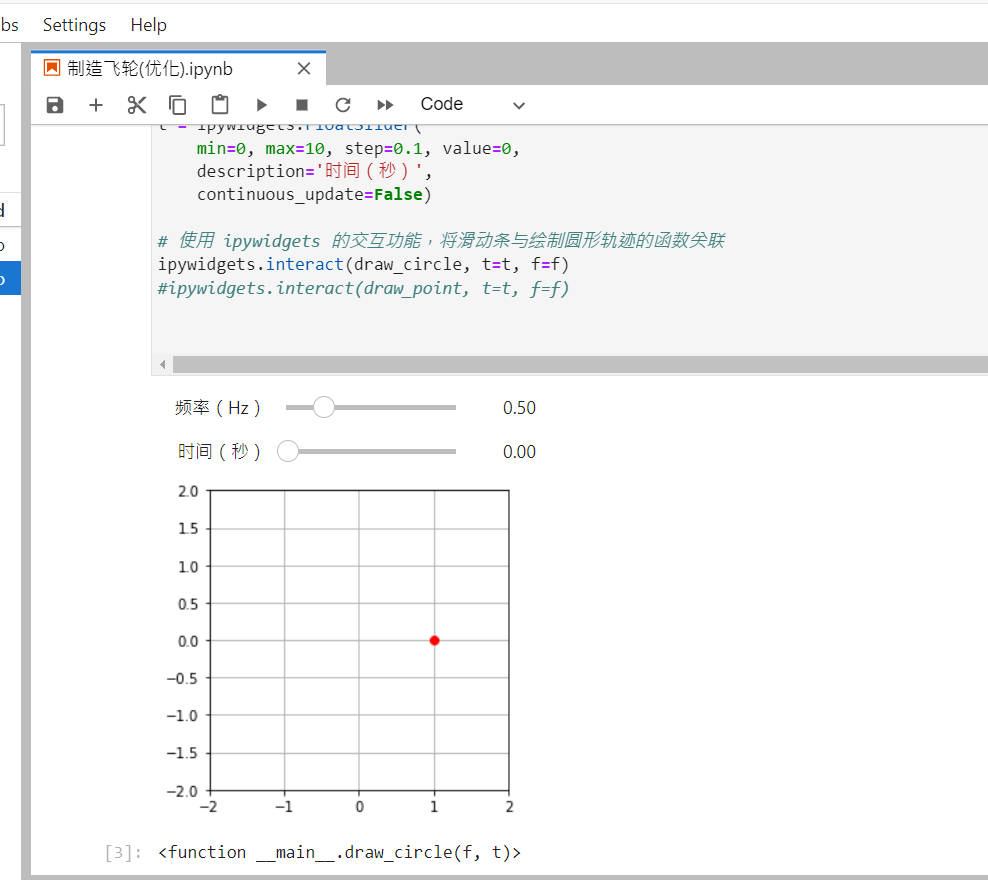 bs Settings Help
制造飞轮(优化).ipynb
Code
t = ipywidgets.FloatSlider(
min=0, max=10, step=0.1, value=0,
description='时间(秒)',
continuous_update=False)
# 使用 ipywidgets 的交互功能,将滑动条与绘制圆形轨迹的函数关联
ipywidgets.interact(draw_circle, t=t, f=f)
#ipywidgets.interact(draw_point, t=t, f=f)
频率(Hz) 0.50
时间(秒) 0.00
2.0
1.5
1.0
0.5
0.0
−0.5
−1.0
−1.5
−2.0
−2 −1 0 1 2
[3]: <function __main__.draw_circle(f, t)>